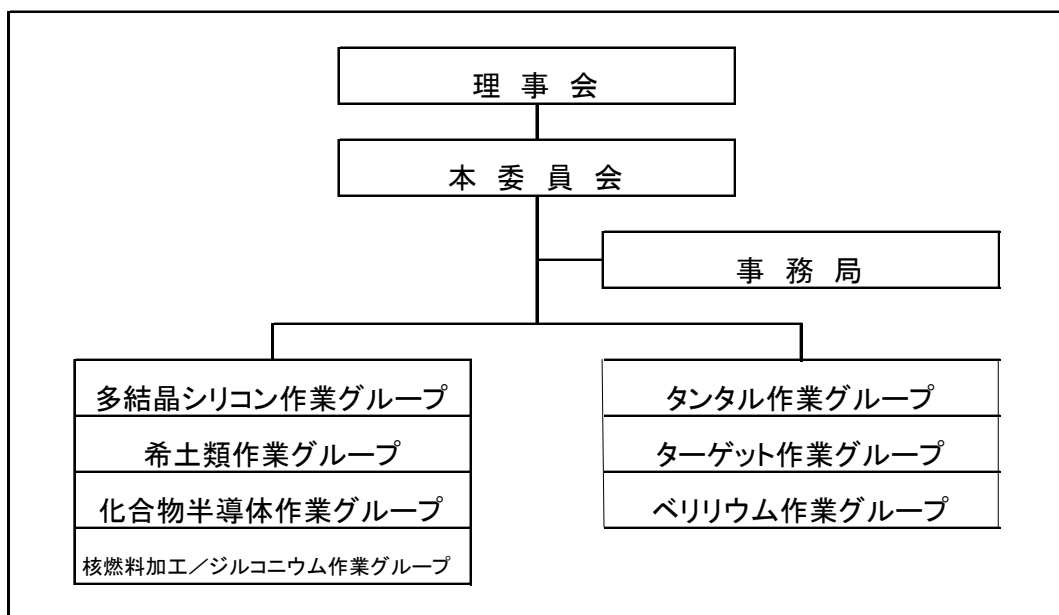 理 事 会
本 委 員 会
事 務 局
多結晶シリコン作業グループ
希土類作業グループ
化合物半導体作業グループ
核燃料加工／ジルコニウム作業グループ
タンタル作業グループ
ターゲット作業グループ
ベリリウム作業グループ